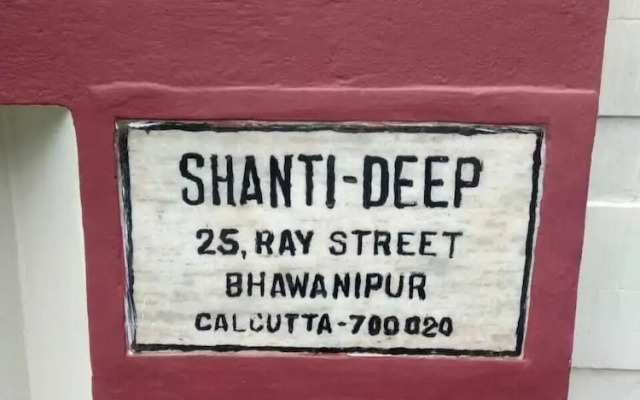 SHANTI-DEEP
25, RAY STREET
BHAWANIPUR
CALCUTTA-700020